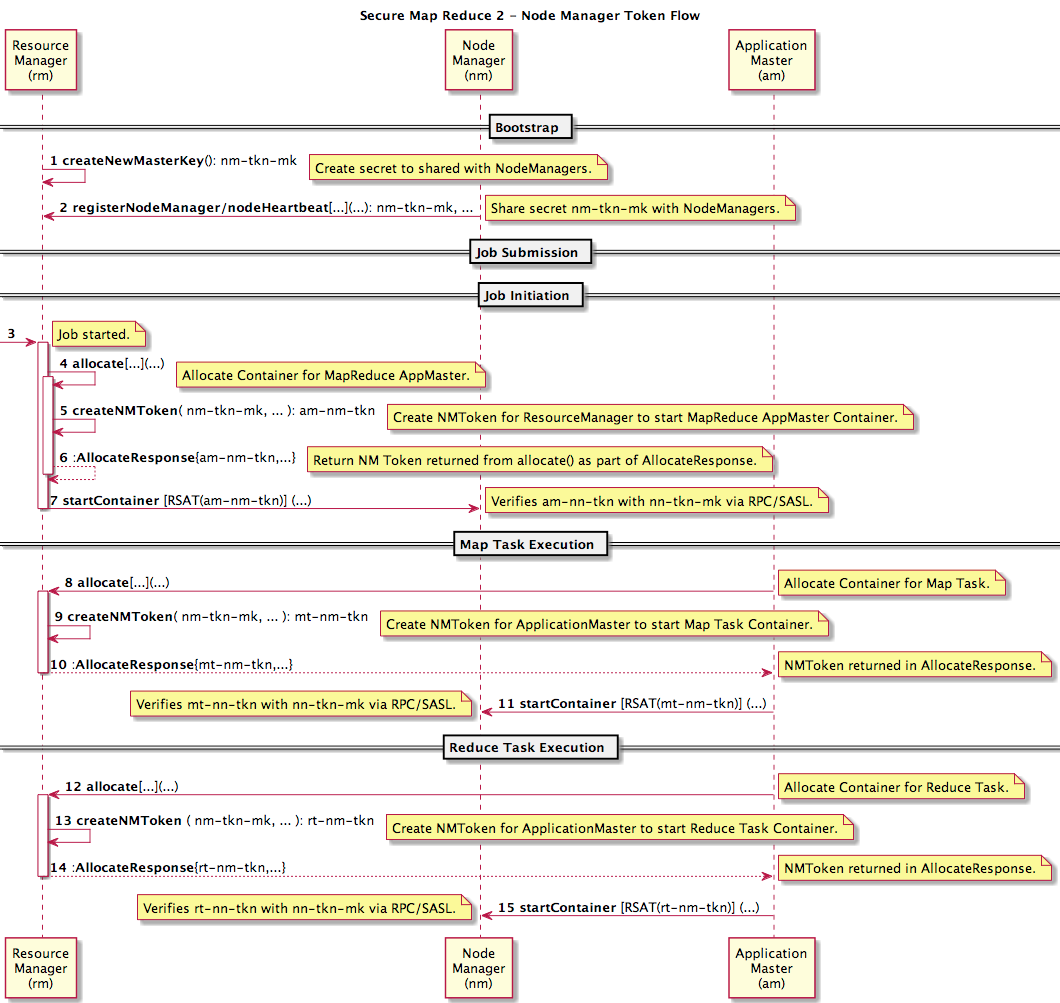 Secure Map Reduce 2 - Node Manager Token Flow
Resource
Manager
(rm)
Node
Manager
(nm)
Application
Master
(am)
Bootstrap
1 createNewMasterKey(): nm-tkn-mk
Create secret to shared with NodeManagers.
2 registerNodeManager/nodeHeartbeat[...](...): nm-tkn-mk, ...
Share secret nm-tkn-mk with NodeManagers.
Job Submission
Job Initiation
3
Job started.
4 allocate[...](...)
Allocate Container for MapReduce AppMaster.
5 createNMToken( nm-tkn-mk, ... ): am-nm-tkn
Create NMToken for ResourceManager to start MapReduce AppMaster Container.
6 :AllocateResponse{am-nm-tkn,...}
Return NM Token returned from allocate() as part of AllocateResponse.
7 startContainer [RSAT(am-nm-tkn)] (...)
Verifies am-nn-tkn with nn-tkn-mk via RPC/SASL.
Map Task Execution
8 allocate[...](...)
Allocate Container for Map Task.
9 createNMToken( nm-tkn-mk, ... ): mt-nm-tkn
Create NMToken for ApplicationMaster to start Map Task Container.
10 :AllocateResponse{mt-nm-tkn,...}
NMToken returned in AllocateResponse.
Verifies mt-nn-tkn with nn-tkn-mk via RPC/SASL.
11 startContainer [RSAT(mt-nm-tkn)] (...)
Reduce Task Execution
12 allocate[...](...)
Allocate Container for Reduce Task.
13 createNMToken ( nm-tkn-mk, ... ): rt-nm-tkn
Create NMToken for ApplicationMaster to start Reduce Task Container.
14 :AllocateResponse{rt-nm-tkn,...}
NMToken returned in AllocateResponse.
Verifies rt-nn-tkn with nn-tkn-mk via RPC/SASL.
15 startContainer [RSAT(rt-nm-tkn)] (...)
Resource
Manager
(rm)
Node
Manager
(nm)
Application
Master
(am)